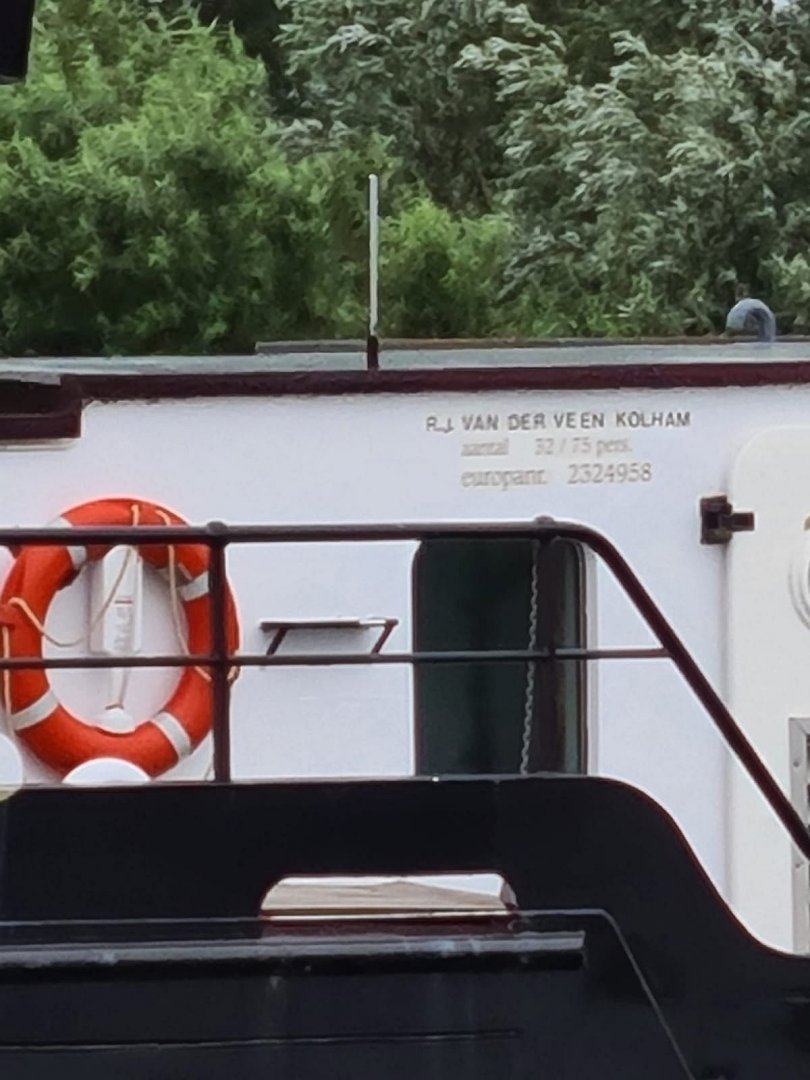 R.J. VAN DER VEEN KOLHAM
aantal 32 / 75 pers.
europanr. 2324958